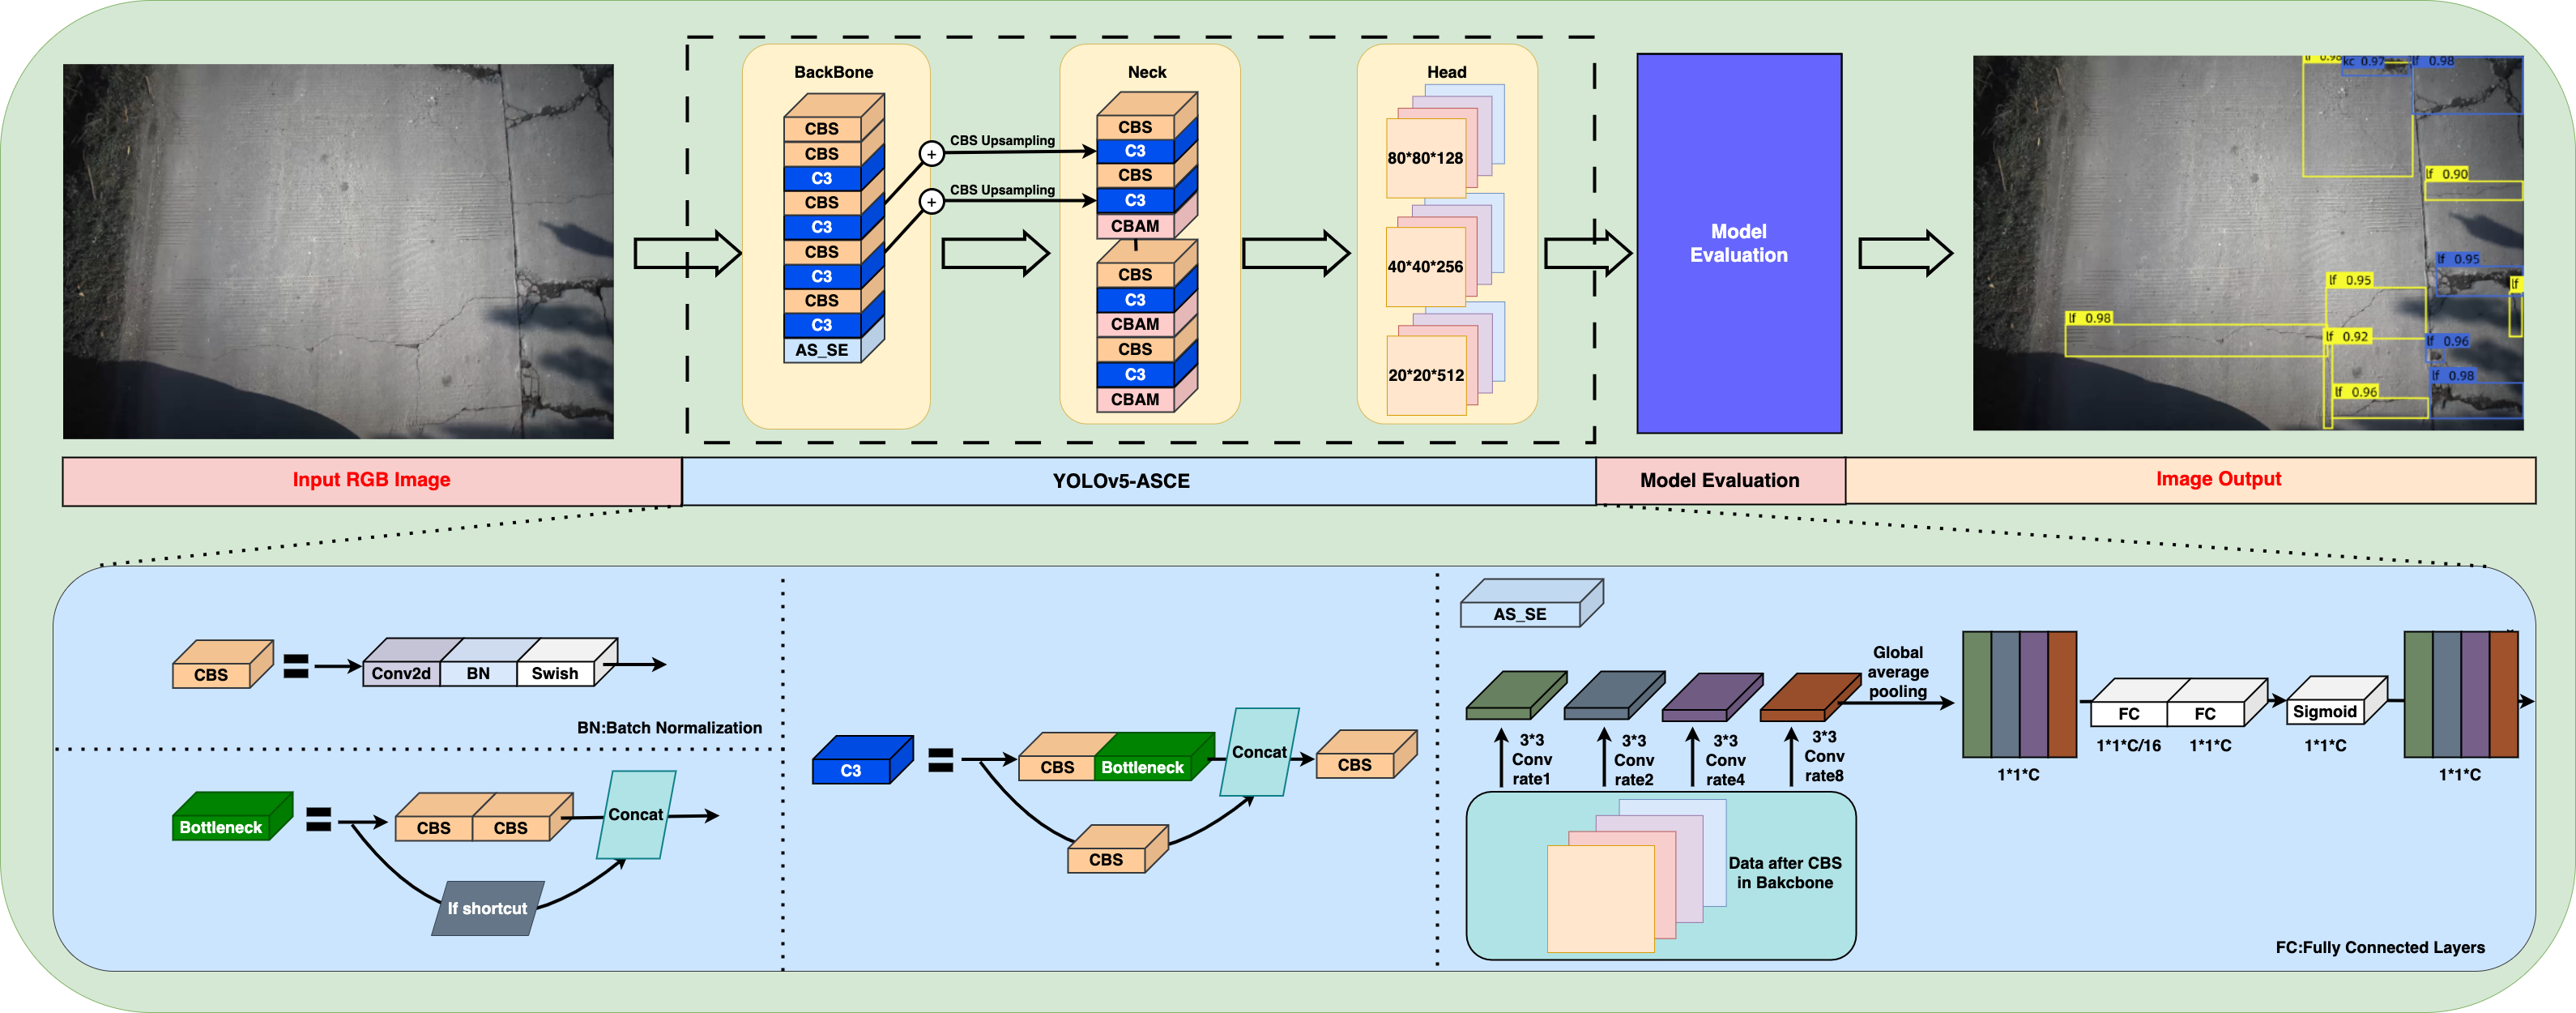 BackBone
CBS
CBS
C3
CBS
C3
CBS
C3
CBS
C3
AS_SE
CBS Upsampling
CBS Upsampling
+
+
Neck
CBS
C3
CBS
C3
CBAM
CBS
C3
CBAM
CBS
C3
CBAM
Head
80*80*128
40*40*256
20*20*512
Model
Evaluation
lf 0.98
kc 0.97
lf 0.98
lf 0.90
lf 0.95
lf
lf 0.95
lf 0.98
lf 0.92
lf 0.96
lf 0.98
lf 0.96
Input RGB Image
YOLOv5-ASCE
Model Evaluation
Image Output
CBS
=
Conv2d
BN
Swish
BN:Batch Normalization
Bottleneck
=
CBS
CBS
Concat
If shortcut
C3
=
CBS
Bottleneck
Concat
CBS
CBS
AS_SE
3*3
Conv
rate1
3*3
Conv
rate2
3*3
Conv
rate4
3*3
Conv
rate8
Data after CBS
in Bakcbone
Global
average
pooling
1*1*C
FC
FC
1*1*C/16
1*1*C
Sigmoid
1*1*C
1*1*C
FC:Fully Connected Layers